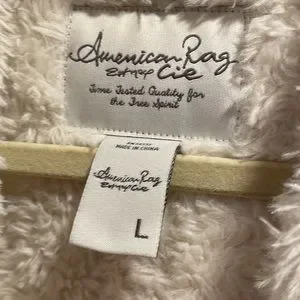 American Rag
Cie
Time Tested Quality for
the Free Spirit
MADE IN CHINA
American Rag
Cie
L